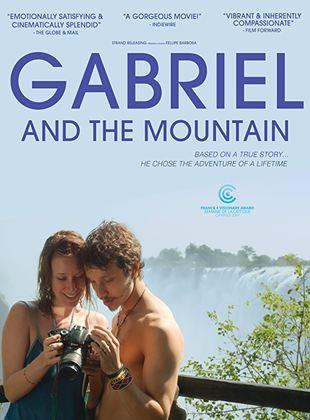 "EMOTIONALLY SATISFYING &
CINEMATICALLY SPLENDID"
- THE GLOBE & MAIL
"A GORGEOUS MOVIE!"
- INDIEWIRE
"VIBRANT & INHERENTLY
COMPASSIONATE"
- FILM FORWARD
STRAND RELEASING
FELLIPE BARBOSA
GABRIEL
AND THE MOUNTAIN
BASED ON A TRUE STORY...
HE CHOSE THE ADVENTURE OF A LIFETIME
FRANCE 4 VISIONARY AWARD
SEMAINE DE LA CRITIQUE